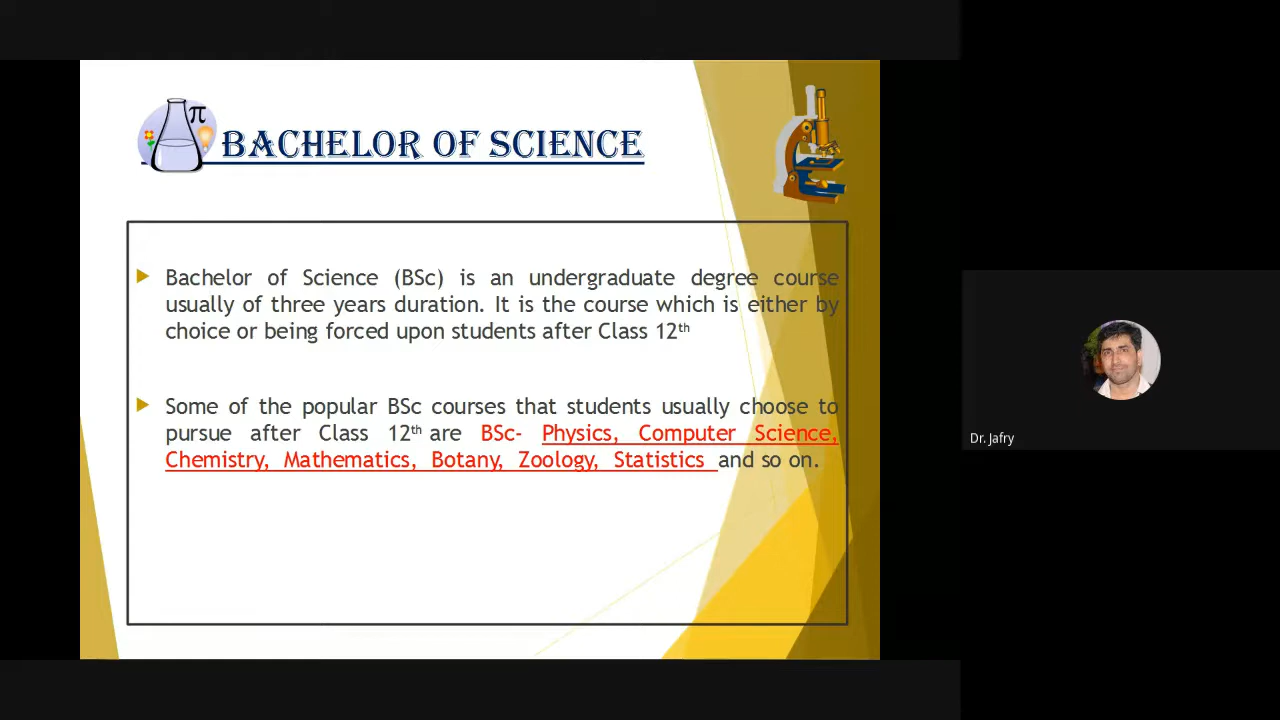 π
BACHELOR OF SCIENCE
Bachelor of Science (BSc) is an undergraduate degree course
usually of three years duration. It is the course which is either by
choice or being forced upon students after Class 12th
Some of the popular BSc courses that students usually choose to
pursue after Class 12th are BSc- Physics, Computer Science,
Chemistry, Mathematics, Botany, Zoology, Statistics and so on.
Dr. Jafry